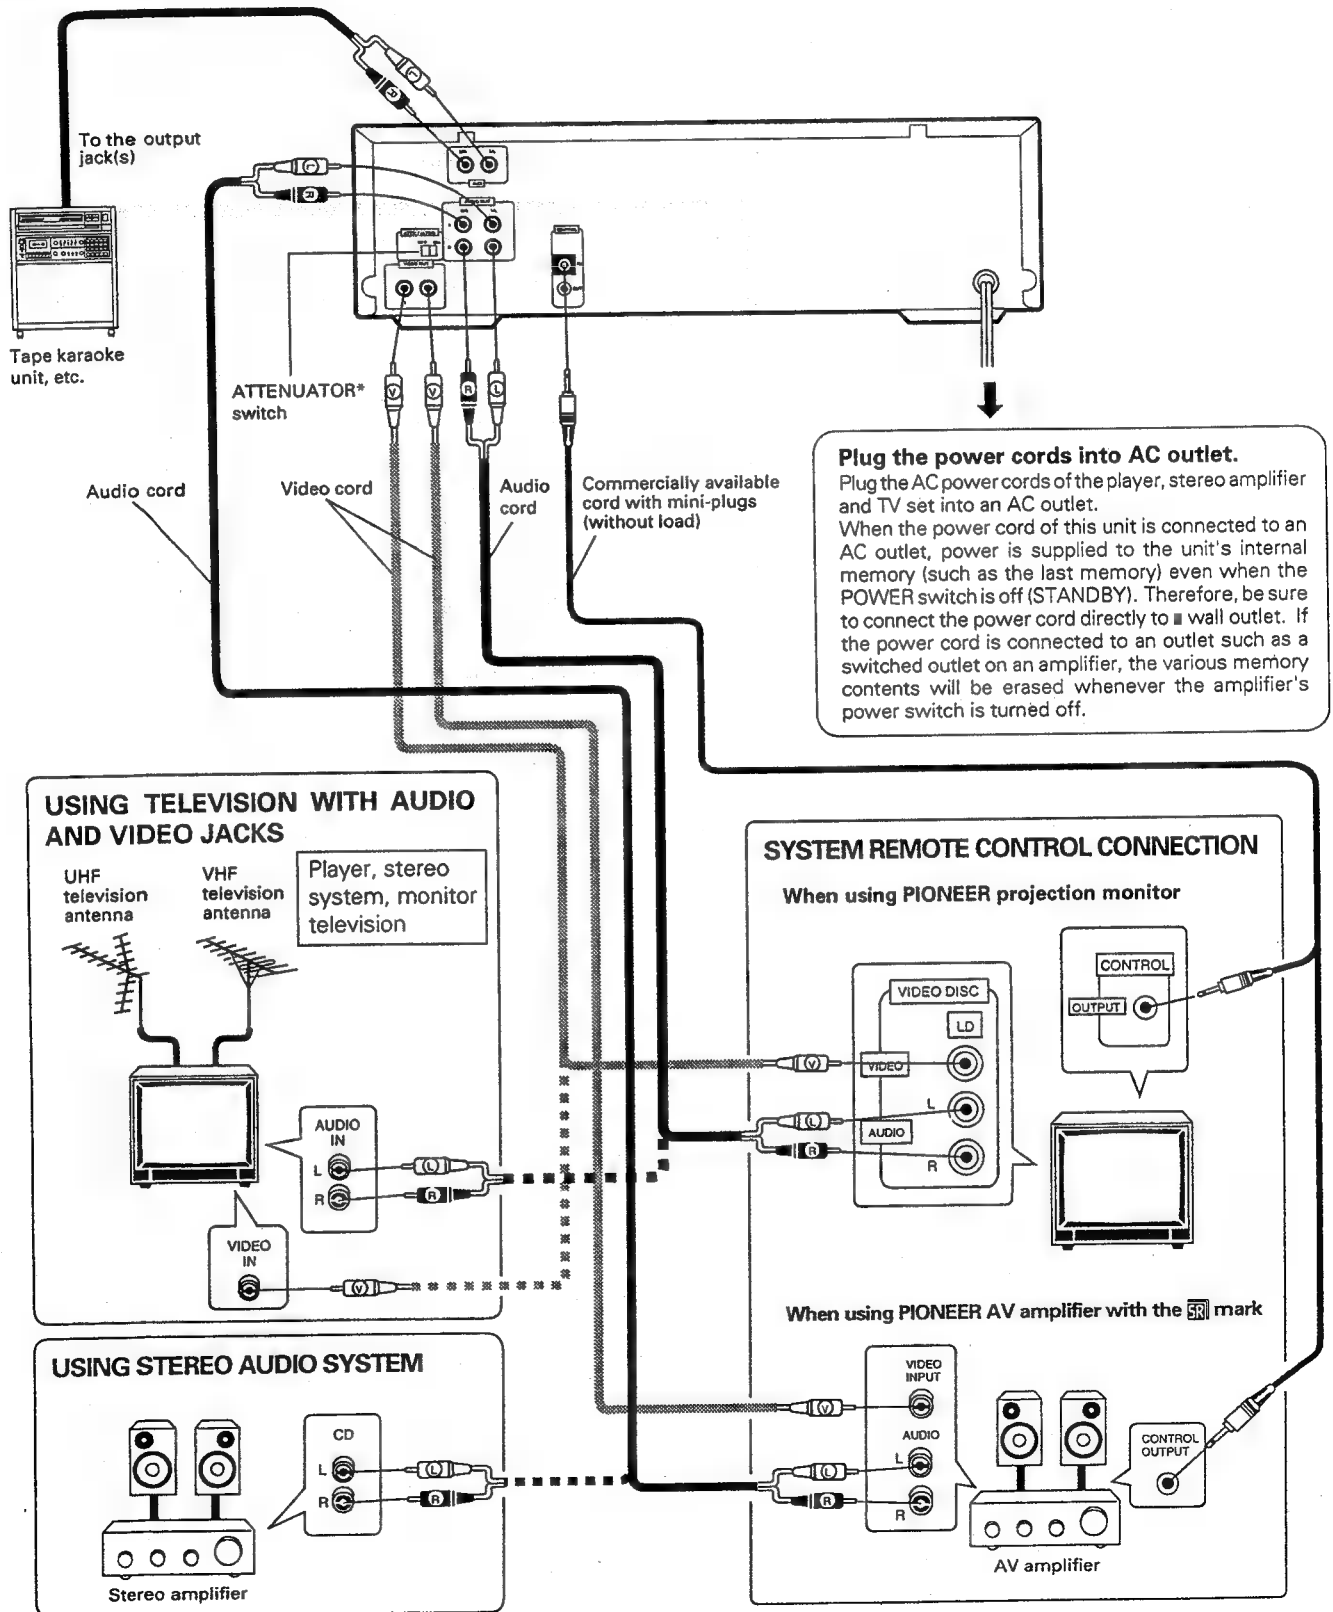 To the output
jack(s)
L
R
L
R
Tape karaoke
unit, etc.
ATTENUATOR*
switch
V
V
R
L
Audio cord
Video cord
Audio
cord
Commercially available
cord with mini-plugs
(without load)
Plug the power cords into AC outlet.
Plug the AC power cords of the player, stereo amplifier
and TV set into an AC outlet.
When the power cord of this unit is connected to an
AC outlet, power is supplied to the unit's internal
memory (such as the last memory) even when the
POWER switch is off (STANDBY). Therefore, be sure
to connect the power cord directly to wall outlet. If
the power cord is connected to an outlet such as a
switched outlet on an amplifier, the various memory
contents will be erased whenever the amplifier's
power switch is turned off.
USING TELEVISION WITH AUDIO
AND VIDEO JACKS
UHF
television
antenna
VHF
television
antenna
Player, stereo
system, monitor
television
AUDIO
IN
L
R
L
R
VIDEO
IN
V
SYSTEM REMOTE CONTROL CONNECTION
When using PIONEER projection monitor
VIDEO DISC
LD
VIDEO
V
L
L
AUDIO
R
R
CONTROL
OUTPUT
When using PIONEER AV amplifier with the SR mark
VIDEO
INPUT
V
AUDIO
L
L
R
R
CONTROL
OUTPUT
AV amplifier
USING STEREO AUDIO SYSTEM
CD
L
R
L
R
Stereo amplifier